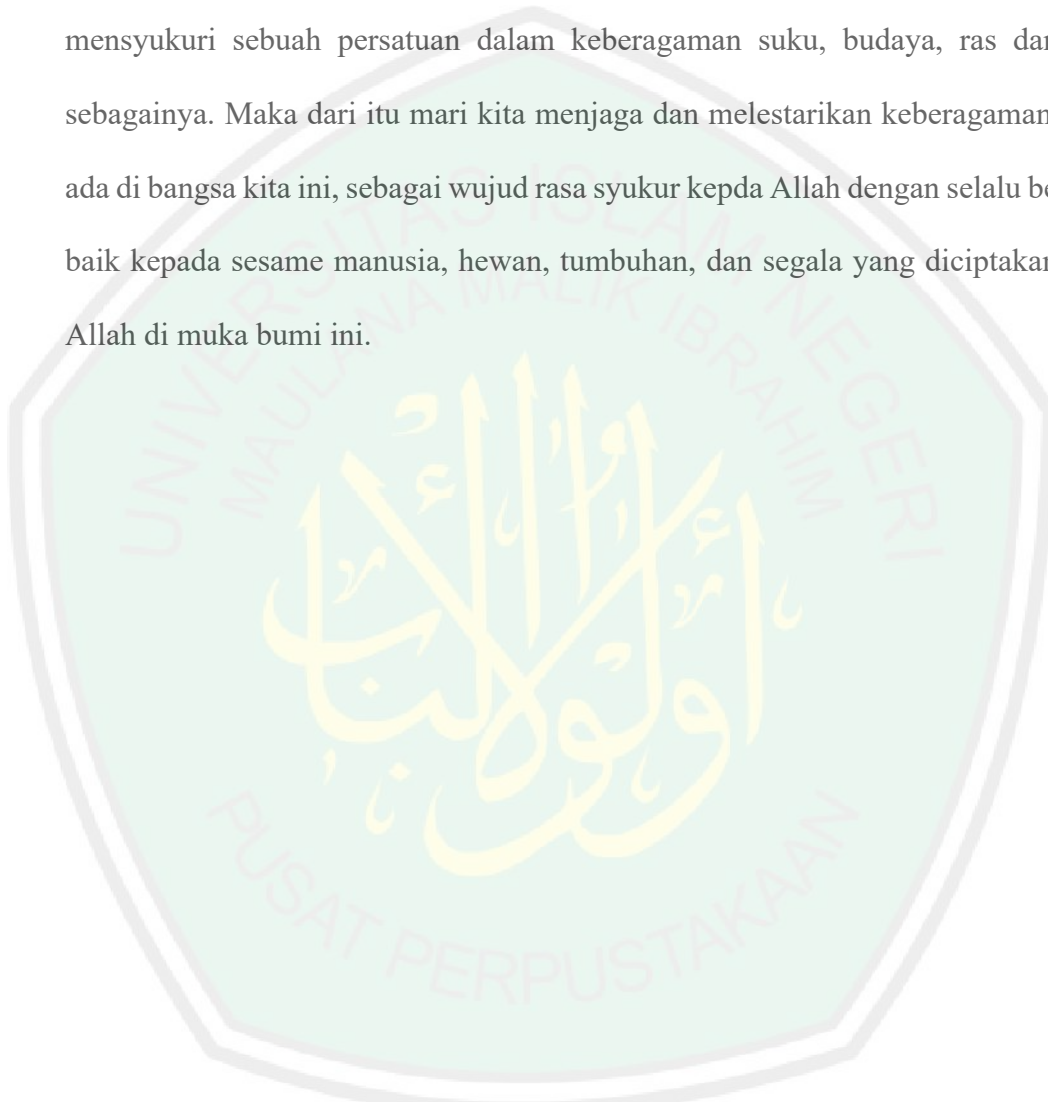 mensyukuri sebuah persatuan dalam keberagaman suku, budaya, ras dan
sebagainya. Maka dari itu mari kita menjaga dan melestarikan keberagaman
ada di bangsa kita ini, sebagai wujud rasa syukur kepda Allah dengan selalu be
baik kepada sesame manusia, hewan, tumbuhan, dan segala yang diciptakan
Allah di muka bumi ini.
UNIVERSITAS ISLAM NEGERI
MAULANA MALIK IBRAHIM
أولوا الألباب
PUSAT PERPUSTAKAAN